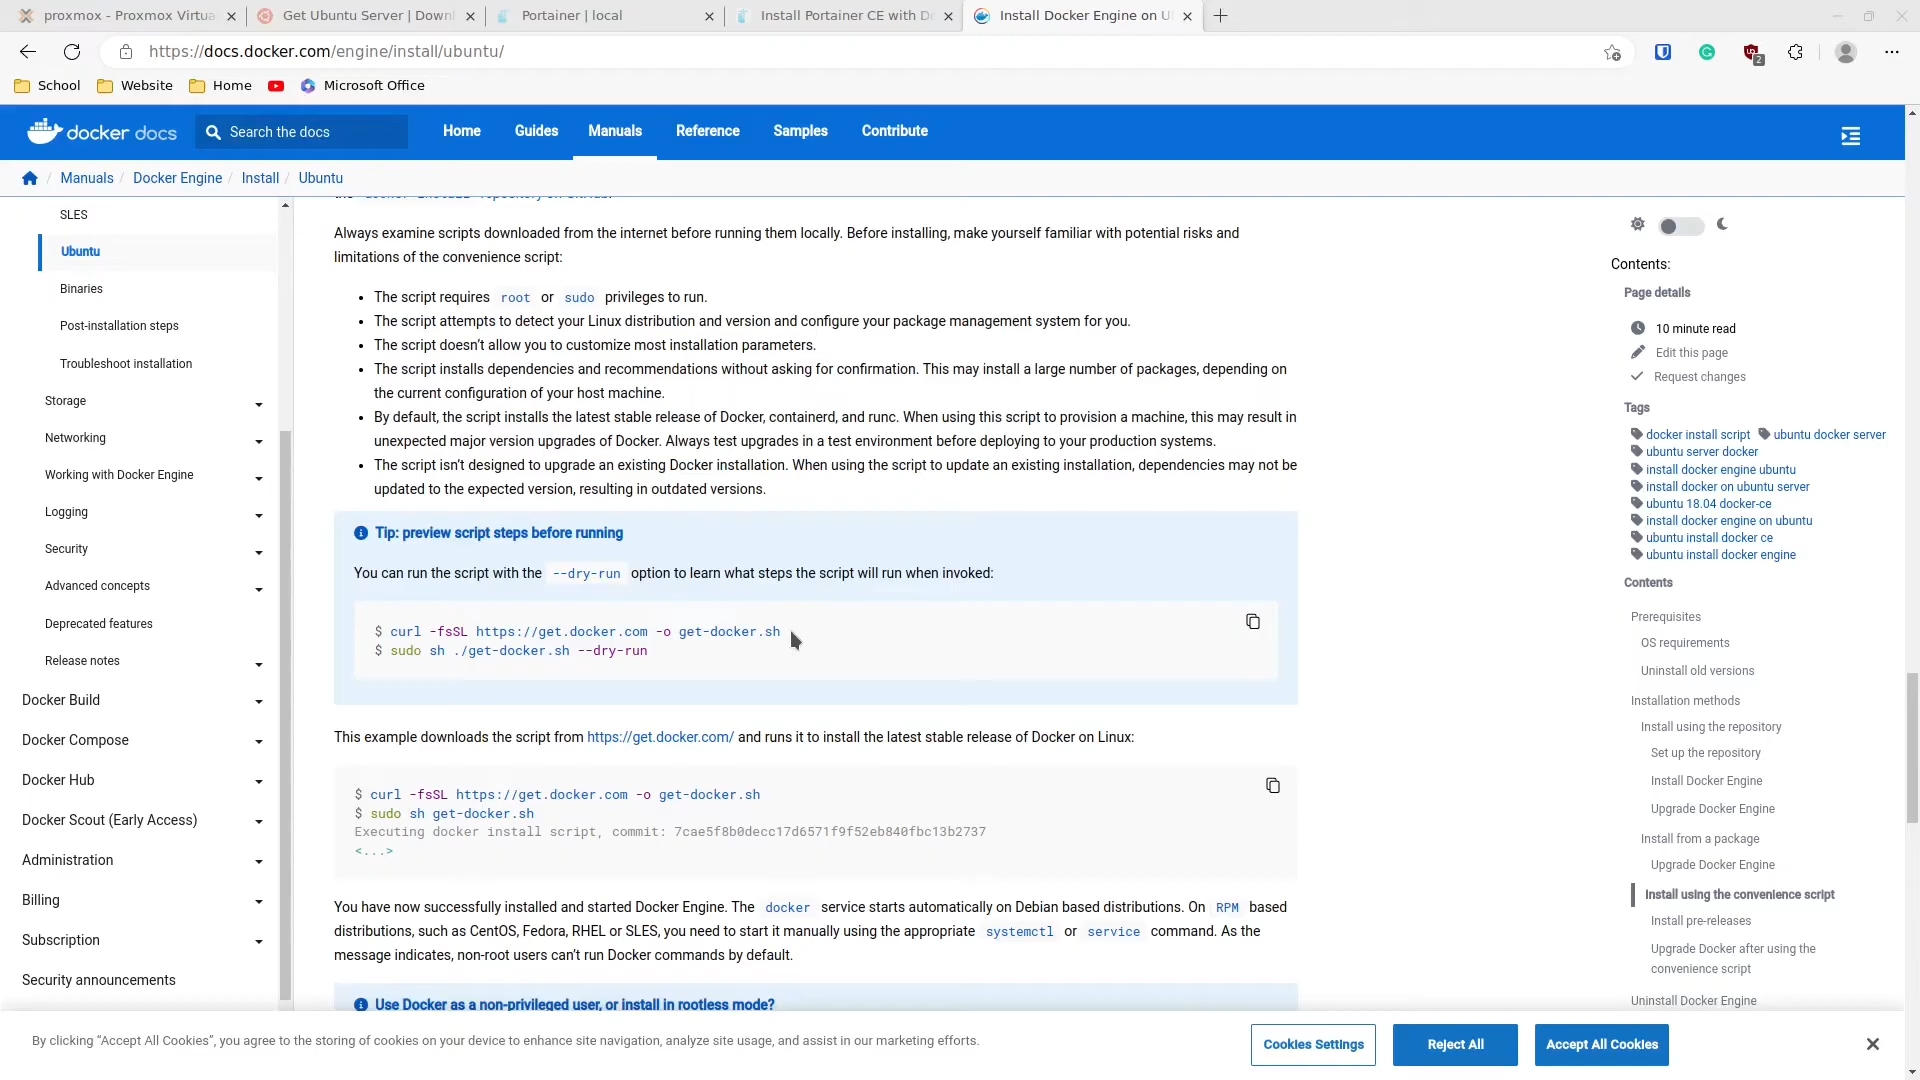 proxmox - Proxmox Virtua
Get Ubuntu Server | Downl
Portainer | local
Install Portainer CE with Do
Install Docker Engine on U
https://docs.docker.com/engine/install/ubuntu/
2
School
Website
Home
Microsoft Office
docker docs
Search the docs
Home
Guides
Manuals
Reference
Samples
Contribute
/ Manuals / Docker Engine / Install / Ubuntu
SLES
Ubuntu
Binaries
Post-installation steps
Troubleshoot installation
Storage
Networking
Working with Docker Engine
Logging
Security
Advanced concepts
Deprecated features
Release notes
Docker Build
Docker Compose
Docker Hub
Docker Scout (Early Access)
Administration
Billing
Subscription
Security announcements
the docker-install repository on GitHub.
Always examine scripts downloaded from the internet before running them locally. Before installing, make yourself familiar with potential risks and
limitations of the convenience script:
• The script requires root or sudo privileges to run.
• The script attempts to detect your Linux distribution and version and configure your package management system for you.
• The script doesn’t allow you to customize most installation parameters.
• The script installs dependencies and recommendations without asking for confirmation. This may install a large number of packages, depending on
the current configuration of your host machine.
• By default, the script installs the latest stable release of Docker, containerd, and runc. When using this script to provision a machine, this may result in
unexpected major version upgrades of Docker. Always test upgrades in a test environment before deploying to your production systems.
• The script isn’t designed to upgrade an existing Docker installation. When using the script to update an existing installation, dependencies may not be
updated to the expected version, resulting in outdated versions.
Tip: preview script steps before running
You can run the script with the --dry-run option to learn what steps the script will run when invoked:
$ curl -fsSL https://get.docker.com -o get-docker.sh
$ sudo sh ./get-docker.sh --dry-run
This example downloads the script from https://get.docker.com/ and runs it to install the latest stable release of Docker on Linux:
$ curl -fsSL https://get.docker.com -o get-docker.sh
$ sudo sh get-docker.sh
Executing docker install script, commit: 7cae5f8b0decc17d6571f9f52eb840fbc13b2737
<...>
You have now successfully installed and started Docker Engine. The docker service starts automatically on Debian based distributions. On RPM based
distributions, such as CentOS, Fedora, RHEL or SLES, you need to start it manually using the appropriate systemctl or service command. As the
message indicates, non-root users can’t run Docker commands by default.
Use Docker as a non-privileged user, or install in rootless mode?
Contents:
Page details
10 minute read
Edit this page
Request changes
Tags
docker install script ubuntu docker server
ubuntu server docker
install docker engine ubuntu
install docker on ubuntu server
ubuntu 18.04 docker-ce
install docker engine on ubuntu
ubuntu install docker ce
ubuntu install docker engine
Contents
Prerequisites
OS requirements
Uninstall old versions
Installation methods
Install using the repository
Set up the repository
Install Docker Engine
Upgrade Docker Engine
Install from a package
Upgrade Docker Engine
Install using the convenience script
Install pre-releases
Upgrade Docker after using the
convenience script
Uninstall Docker Engine
By clicking “Accept All Cookies”, you agree to the storing of cookies on your device to enhance site navigation, analyze site usage, and assist in our marketing efforts.
Cookies Settings
Reject All
Accept All Cookies